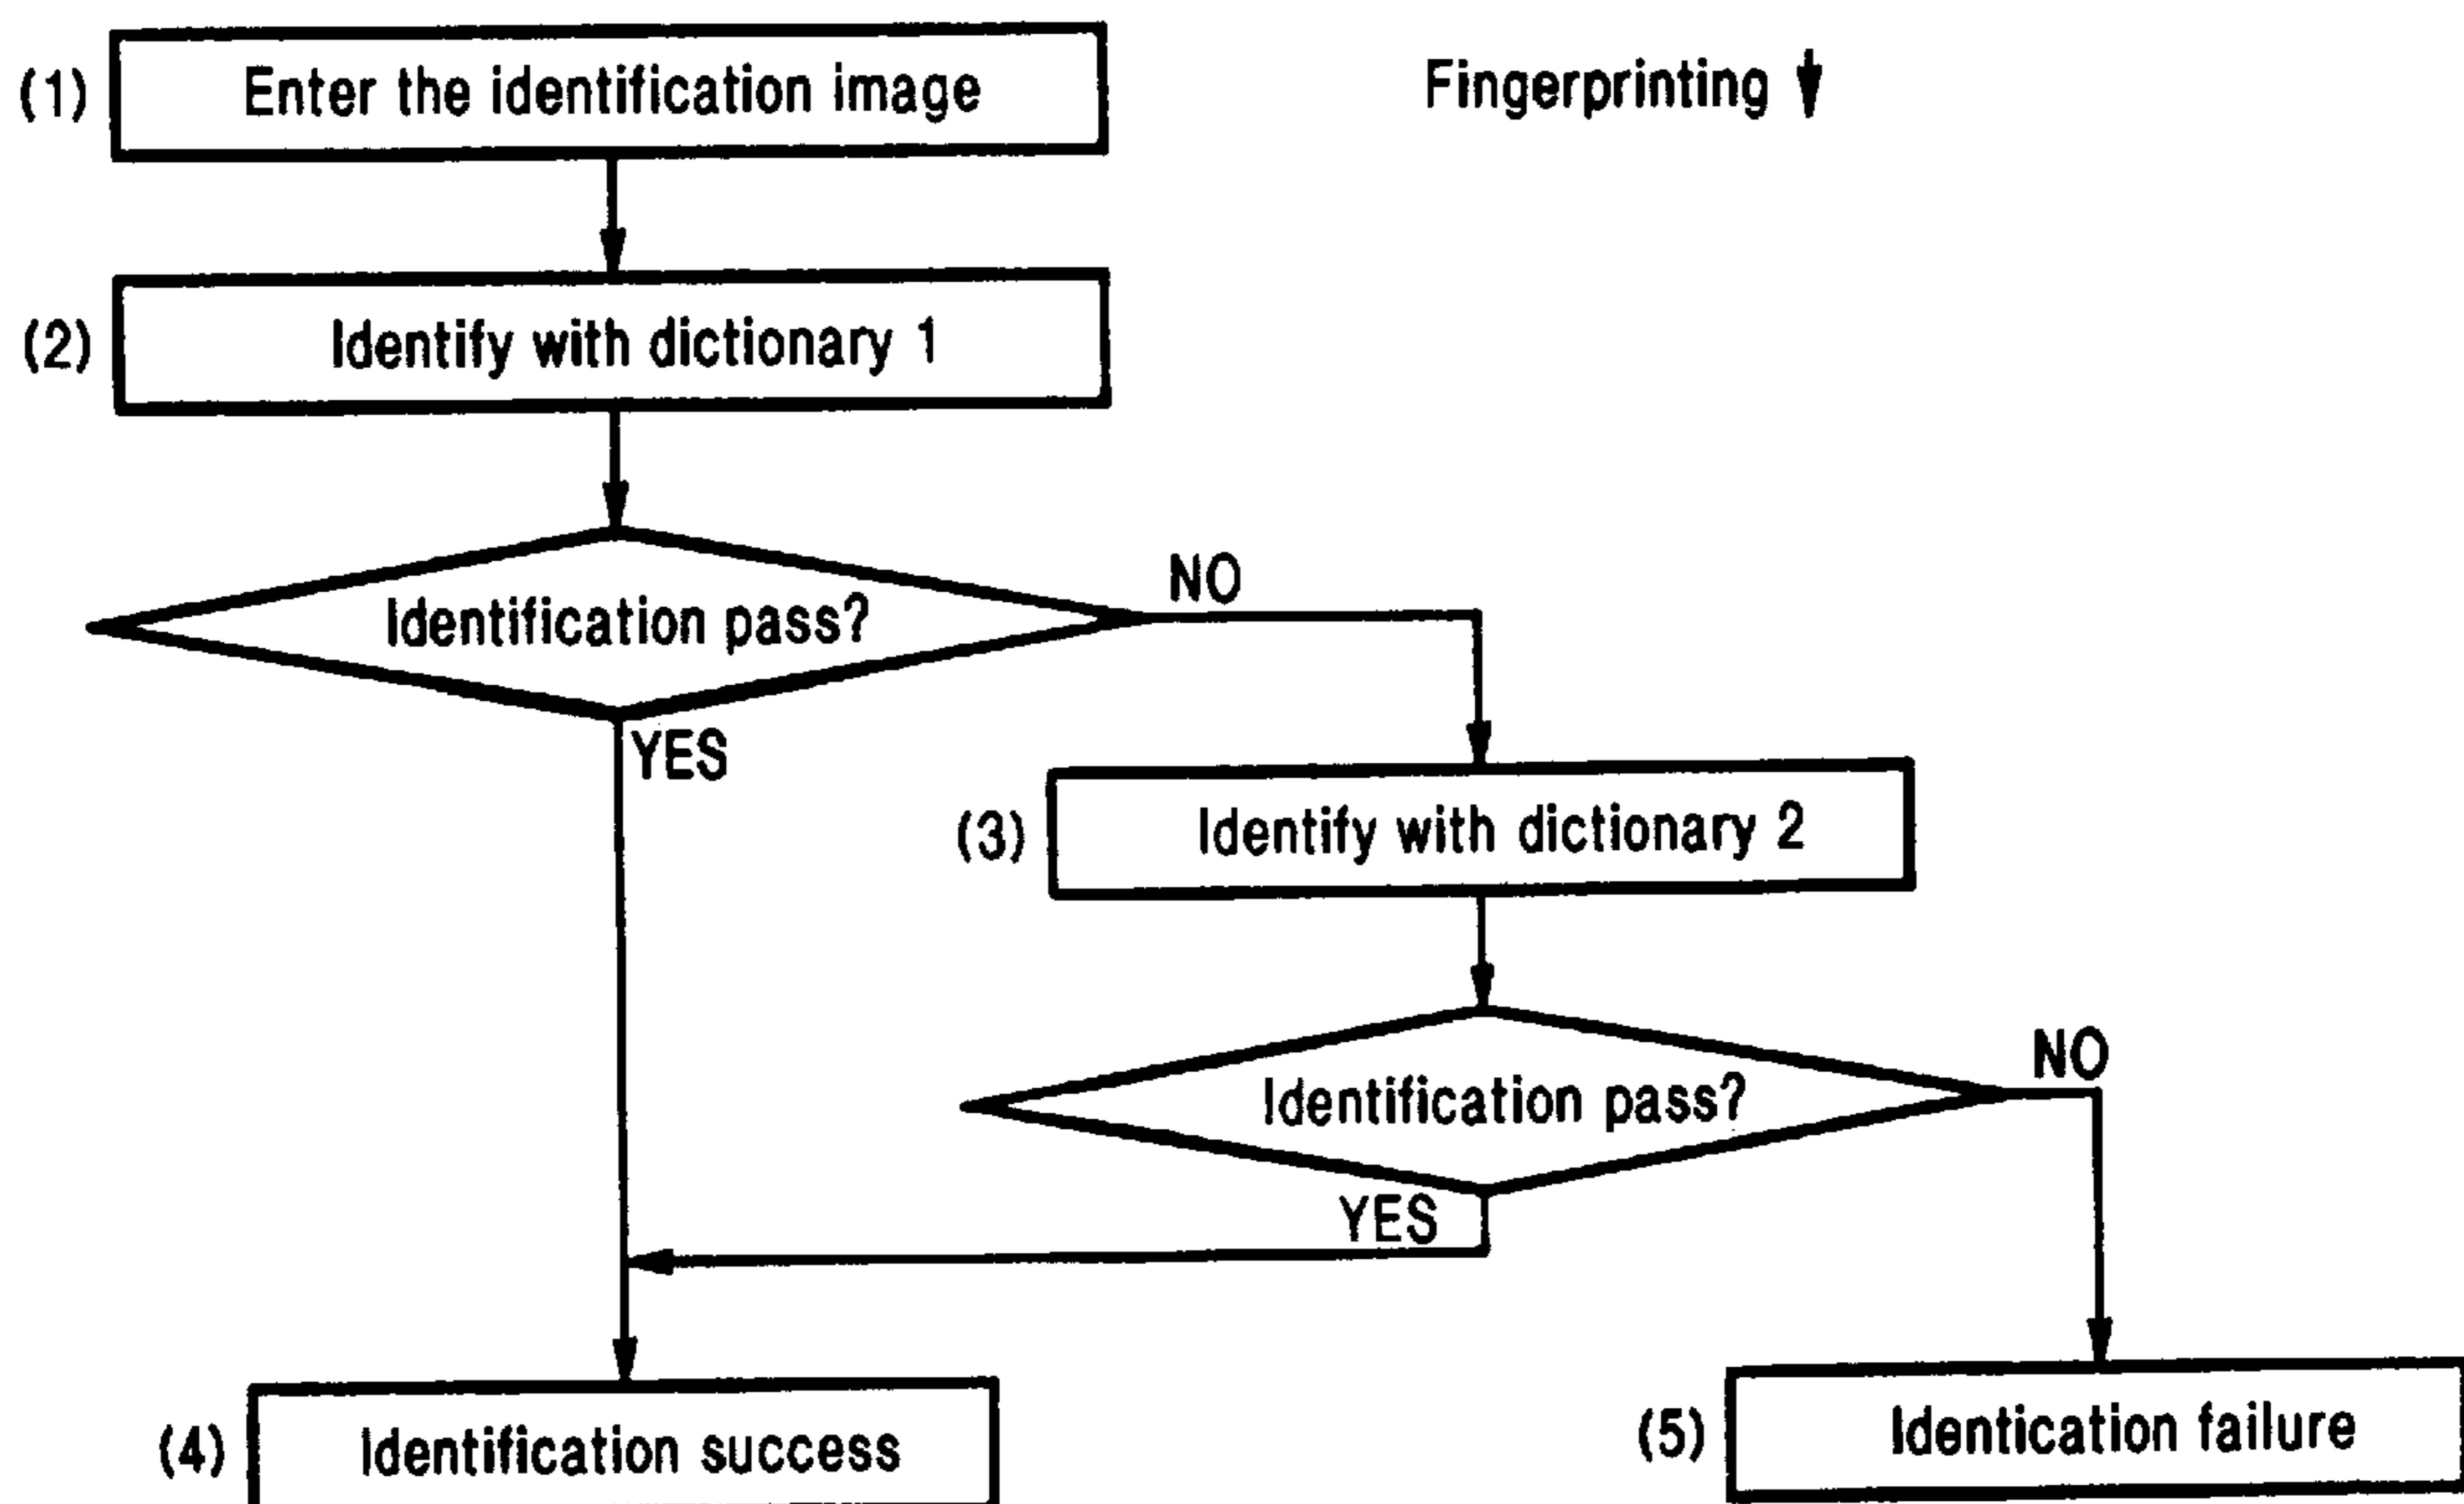 (1) Enter the identification image
Fingerprinting
(2) Identify with dictionary 1
Identification pass?
NO
YES
(3) Identify with dictionary 2
Identification pass?
NO
YES
(4) Identification success
(5) Identication failure